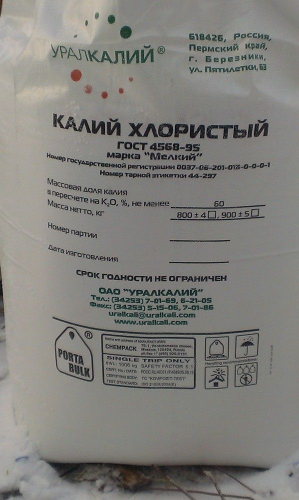 УРАЛКАЛИЙ®
618426, Россия,
Пермский край,
г. Березники,
ул. Пятилетки, 63
КАЛИЙ ХЛОРИСТЫЙ
ГОСТ 4568-95
марка "Мелкий"
Номер государственной регистрации 0037-06-201-018-0-0-0-1
Номер тарной этикетки 44-297
Массовая доля калия
в пересчете на K₂O, %, не менее 60
Масса нетто, кг 800 ± 4 □, 900 ± 5 □
Номер партии
Дата изготовления
СРОК ГОДНОСТИ НЕ ОГРАНИЧЕН
ОАО "УРАЛКАЛИЙ"
Тел.: (34253) 7-01-69, 6-21-05
Факс: (34253) 5-15-06, 7-01-86
uralkali@uralkali.com
www.uralkali.com
PORTA
BULK
®
CHEMPACK
SINGLE TRIP ONLY
SAFETY FACTOR 5:1